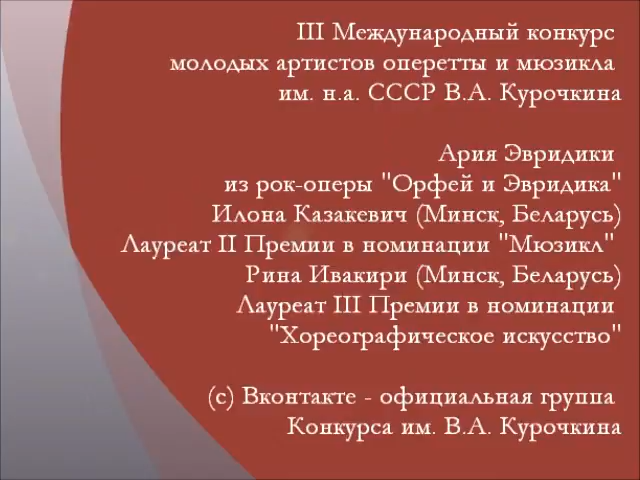 III Международный конкурс
молодых артистов оперетты и мюзикла
им. н.а. СССР В.А. Курочкина
Ария Эвридики
из рок-оперы "Орфей и Эвридика"
Илона Казакевич (Минск, Беларусь)
Лауреат II Премии в номинации "Мюзикл"
Рина Ивакири (Минск, Беларусь)
Лауреат III Премии в номинации
"Хореографическое искусство"
(с) Вконтакте - официальная группа
Конкурса им. В.А. Курочкина